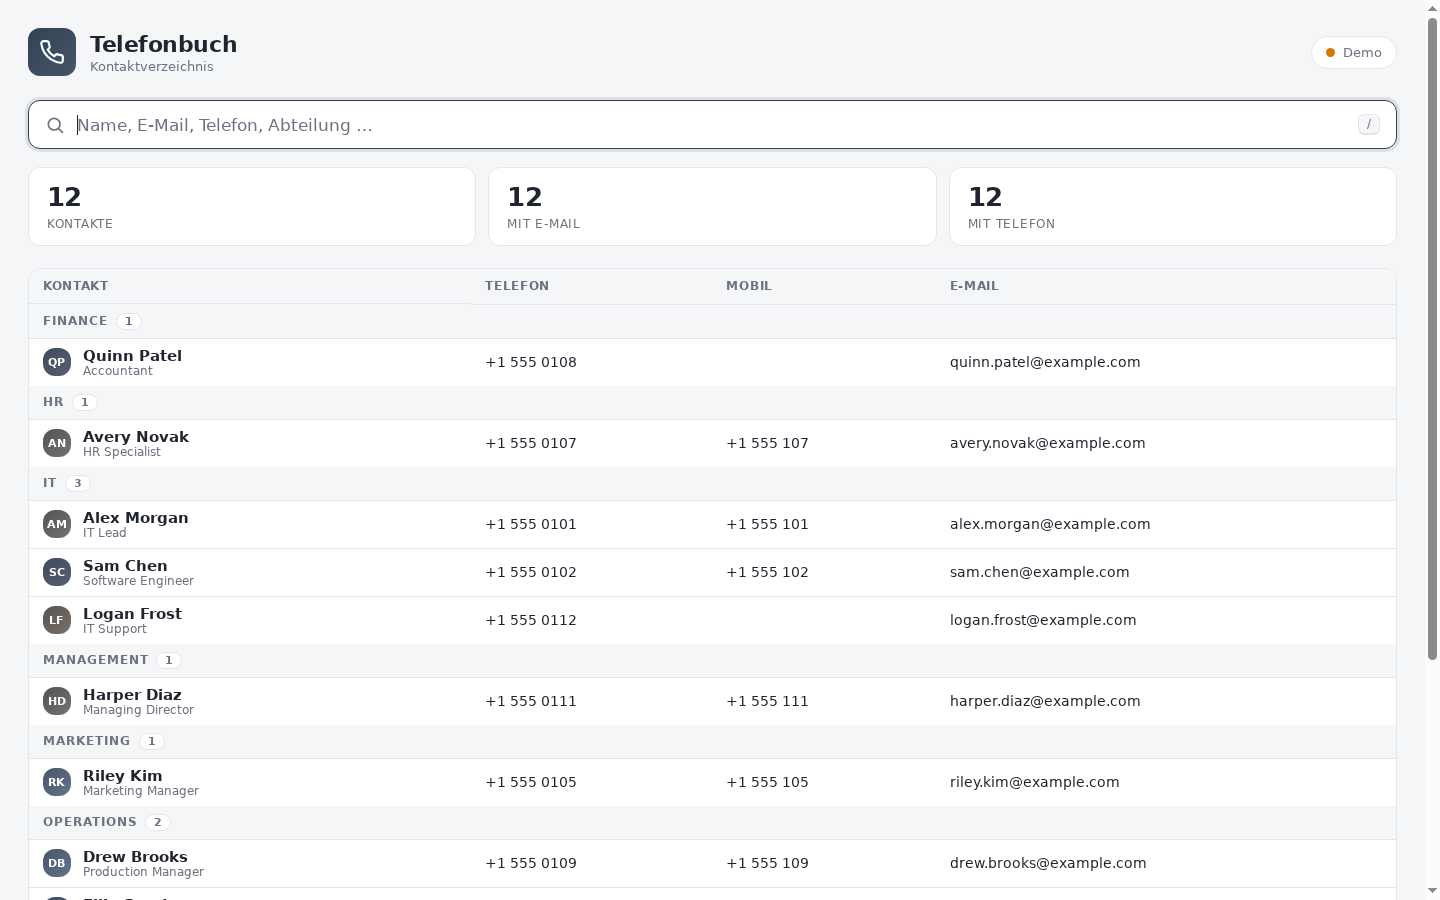 Telefonbuch
Kontaktverzeichnis
Demo
Name, E-Mail, Telefon, Abteilung ... /
12 12 12
KONTAKTE MIT E-MAIL MIT TELEFON
KONTAKT TELEFON MOBIL E-MAIL
FINANCE 1
QP Quinn Patel +1 555 0108 quinn.patel@example.com
Accountant
HR 1
AN Avery Novak +1 555 0107 +1 555 107 avery.novak@example.com
HR Specialist
IT 3
AM Alex Morgan +1 555 0101 +1 555 101 alex.morgan@example.com
IT Lead
SC Sam Chen +1 555 0102 +1 555 102 sam.chen@example.com
Software Engineer
LF Logan Frost +1 555 0112 logan.frost@example.com
IT Support
MANAGEMENT 1
HD Harper Diaz +1 555 0111 +1 555 111 harper.diaz@example.com
Managing Director
MARKETING 1
RK Riley Kim +1 555 0105 +1 555 105 riley.kim@example.com
Marketing Manager
OPERATIONS 2
DB Drew Brooks +1 555 0109 +1 555 109 drew.brooks@example.com
Production Manager